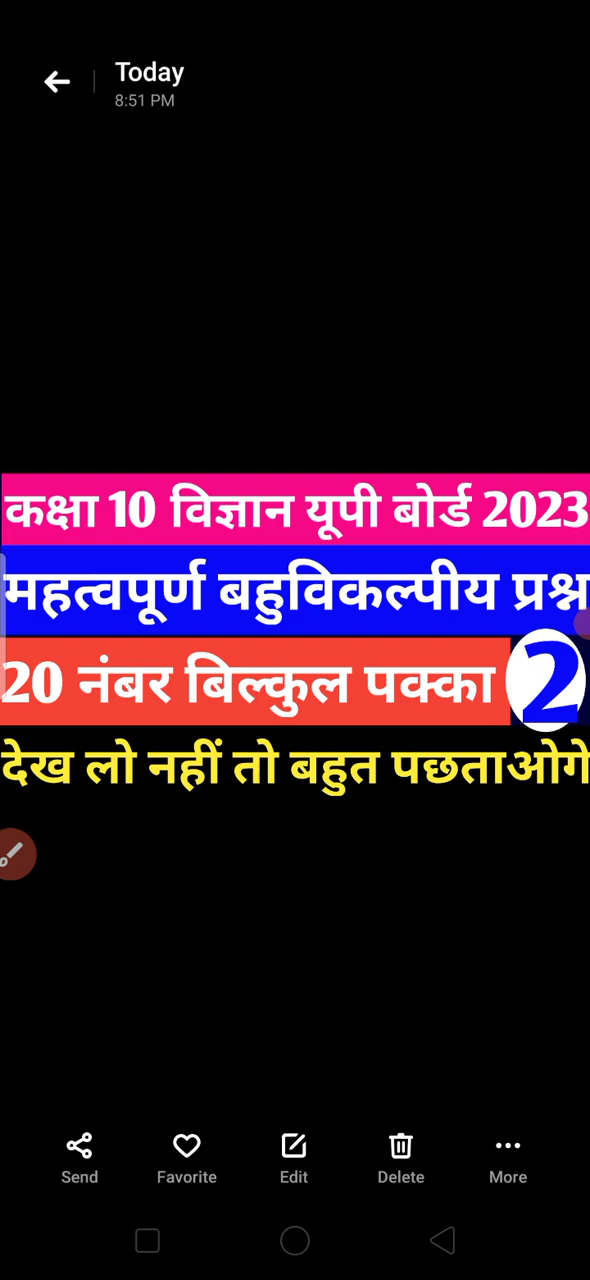 Today
8:51 PM
कक्षा 10 विज्ञान यूपी बोर्ड 2023
महत्वपूर्ण बहुविकल्पीय प्रश्न
20 नंबर बिल्कुल पक्का 2
देख लो नहीं तो बहुत पछताओगे
Send Favorite Edit Delete More